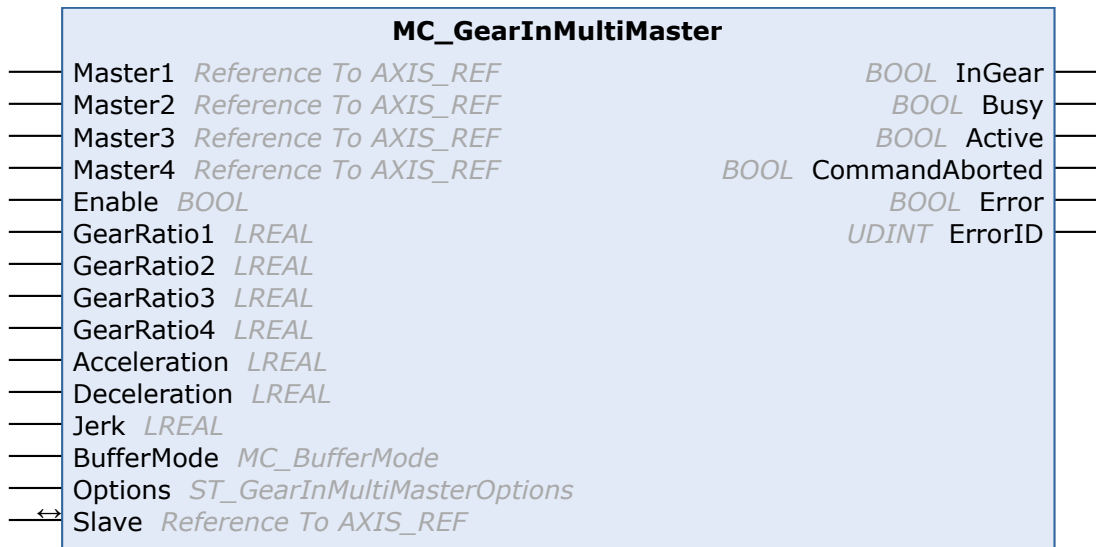 MC_GearInMultiMaster
Master1 Reference To AXIS_REF BOOL InGear
Master2 Reference To AXIS_REF BOOL Busy
Master3 Reference To AXIS_REF BOOL Active
Master4 Reference To AXIS_REF BOOL CommandAborted
Enable BOOL BOOL Error
GearRatio1 LREAL UDINT ErrorID
GearRatio2 LREAL
GearRatio3 LREAL
GearRatio4 LREAL
Acceleration LREAL
Deceleration LREAL
Jerk LREAL
BufferMode MC_BufferMode
Options ST_GearInMultiMasterOptions
↔ Slave Reference To AXIS_REF